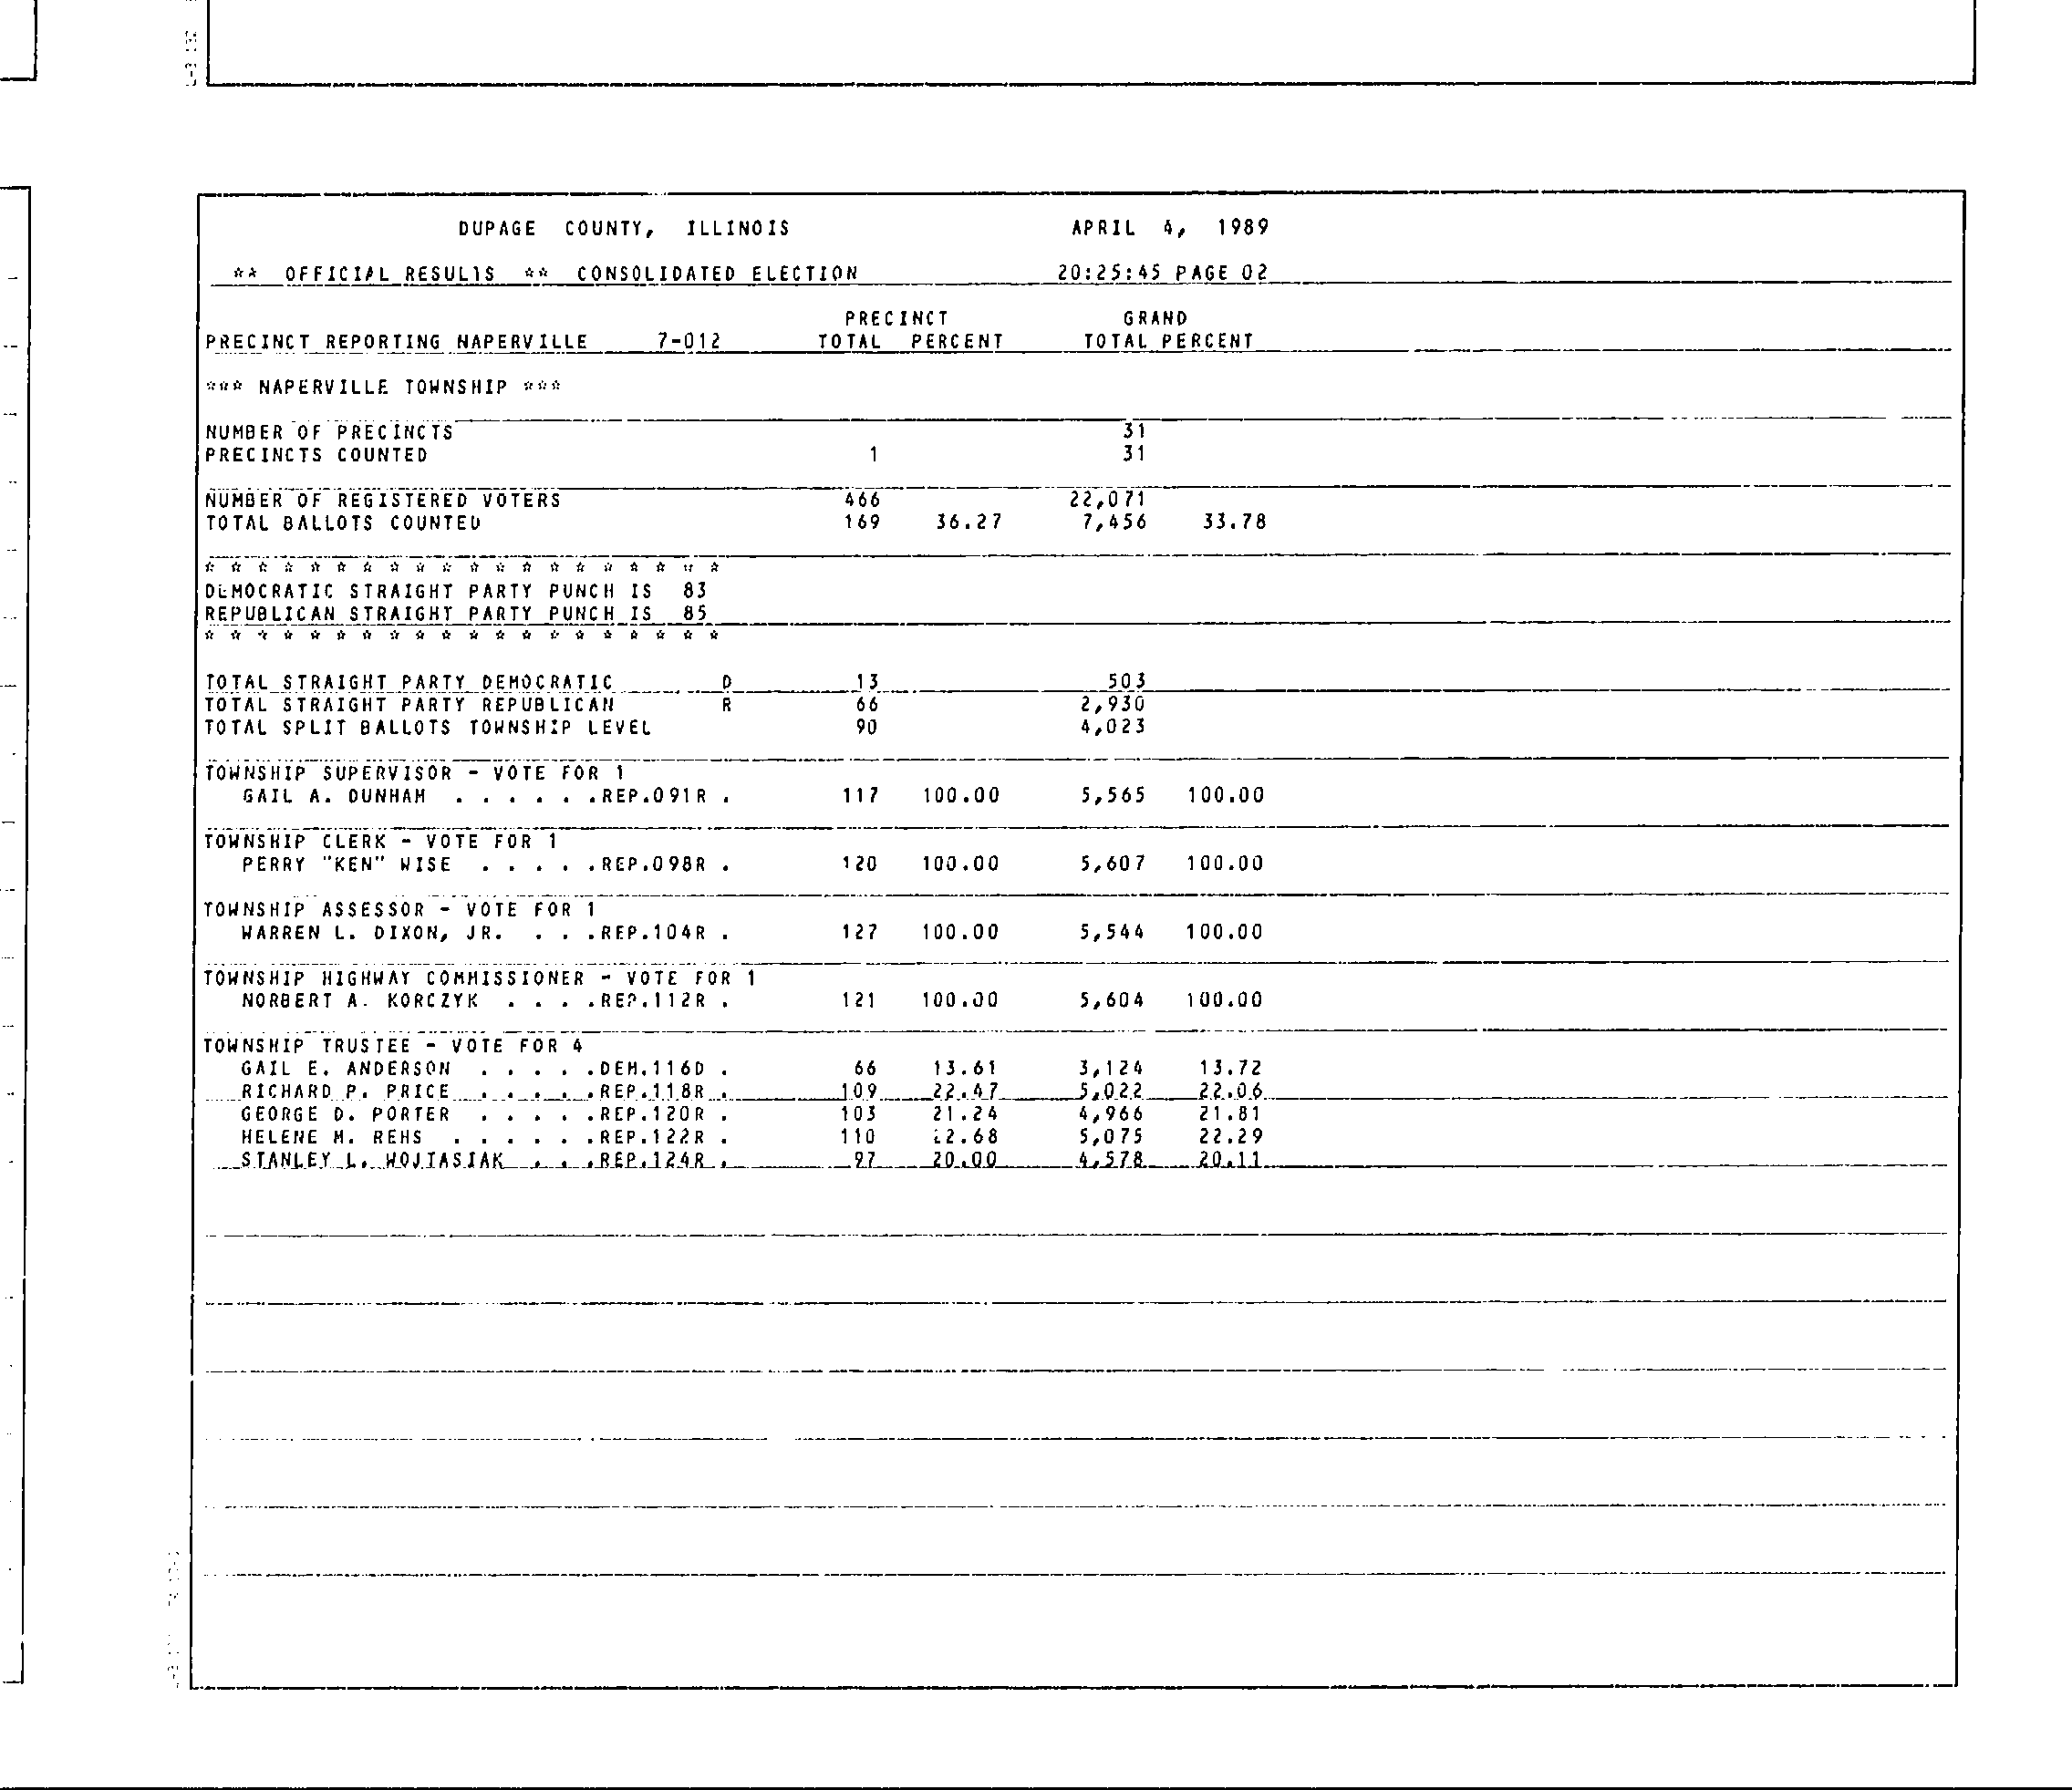 DUPAGE COUNTY, ILLINOIS APRIL 4, 1989
** OFFICIAL RESULTS ** CONSOLIDATED ELECTION 20:25:45 PAGE 02
PRECINCT GRAND
PRECINCT REPORTING NAPERVILLE 7-012 TOTAL PERCENT TOTAL PERCENT
*** NAPERVILLE TOWNSHIP ***
NUMBER OF PRECINCTS 31
PRECINCTS COUNTED 1 31
NUMBER OF REGISTERED VOTERS 466 22,071
TOTAL BALLOTS COUNTED 169 36.27 7,456 33.78
* * * * * * * * * * * * * * * * * * * *
DEMOCRATIC STRAIGHT PARTY PUNCH IS 83
REPUBLICAN STRAIGHT PARTY PUNCH IS 85
* * * * * * * * * * * * * * * * * * * *
TOTAL STRAIGHT PARTY DEMOCRATIC D 13 503
TOTAL STRAIGHT PARTY REPUBLICAN R 66 2,930
TOTAL SPLIT BALLOTS TOWNSHIP LEVEL 90 4,023
TOWNSHIP SUPERVISOR - VOTE FOR 1
GAIL A. DUNHAM . . . . . .REP.091R . 117 100.00 5,565 100.00
TOWNSHIP CLERK - VOTE FOR 1
PERRY "KEN" WISE . . . . .REP.098R . 120 100.00 5,607 100.00
TOWNSHIP ASSESSOR - VOTE FOR 1
WARREN L. DIXON, JR. . . .REP.104R . 127 100.00 5,544 100.00
TOWNSHIP HIGHWAY COMMISSIONER - VOTE FOR 1
NORBERT A. KORCZYK . . . .REP.112R . 121 100.00 5,604 100.00
TOWNSHIP TRUSTEE - VOTE FOR 4
GAIL E. ANDERSON . . . . .DEM.116D . 66 13.61 3,124 13.72
RICHARD P. PRICE . . . . .REP.118R . 109 22.47 5,022 22.06
GEORGE D. PORTER . . . . .REP.120R . 103 21.24 4,966 21.81
HELENE M. REHS . . . . . .REP.122R . 110 22.68 5,075 22.29
STANLEY L. WOJTASIAK . . .REP.124R . 97 20.00 4,578 20.11